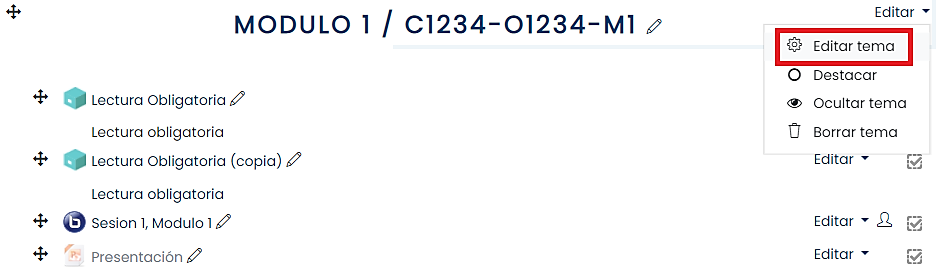 Editar
MODULO 1 / C1234-O1234-M1
Editar tema
Destacar
Ocultar tema
Borrar tema
Lectura Obligatoria
Lectura obligatoria
Lectura Obligatoria (copia)
Editar
Lectura obligatoria
Sesion 1, Modulo 1
Editar
Presentación
Editar